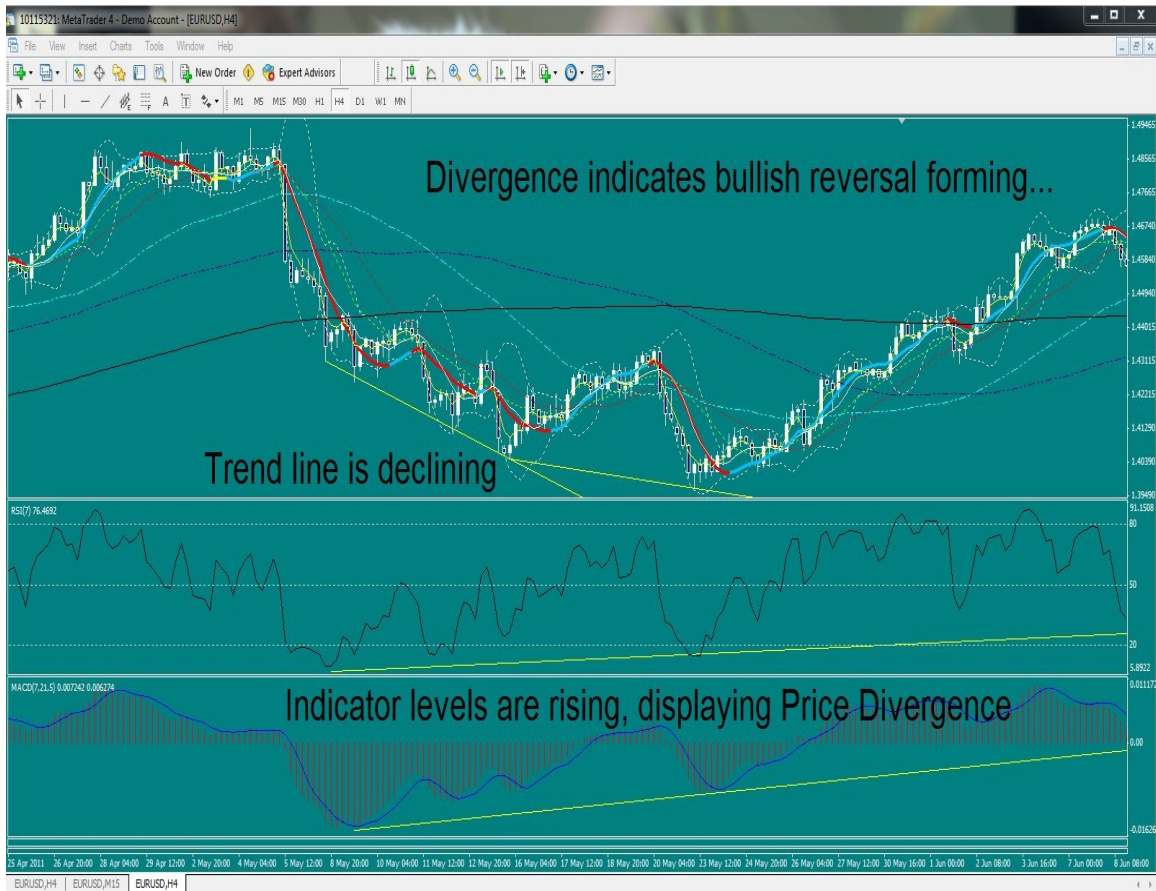 10115321: MetaTrader 4 - Demo Account - [EURUSD,H4]
File View Insert Charts Tools Window Help
New Order Expert Advisors
A T M1 M5 M15 M30 H1 H4 D1 W1 MN
Divergence indicates bullish reversal forming...
Trend line is declining
1.49465
1.48565
1.47665
1.46740
1.45840
1.44940
1.44015
1.43115
1.42215
1.41290
1.40390
1.39490
RSI(7) 76.4692
91.1508
80
50
20
5.8922
MACD(7,21,5) 0.007242 0.006274
Indicator levels are rising, displaying Price Divergence
0.011172
0.00
-0.01626
25 Apr 2011 26 Apr 20:00 28 Apr 04:00 29 Apr 12:00 2 May 20:00 4 May 04:00 5 May 12:00 8 May 20:00 10 May 04:00 11 May 12:00 12 May 20:00 16 May 04:00 17 May 12:00 18 May 20:00 20 May 04:00 23 May 12:00 24 May 20:00 26 May 04:00 27 May 12:00 30 May 16:00 1 Jun 00:00 2 Jun 08:00 3 Jun 16:00 7 Jun 00:00 8 Jun 08:00
EURUSD,H4 EURUSD,M15 EURUSD,H4